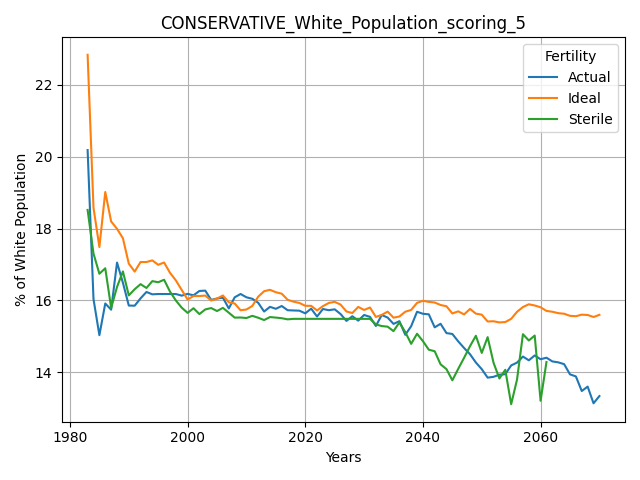 CONSERVATIVE_White_Population_scoring_5
Fertility
Actual
Ideal
Sterile
% of White Population
22
20
18
16
14
1980
2000
2020
2040
2060
Years